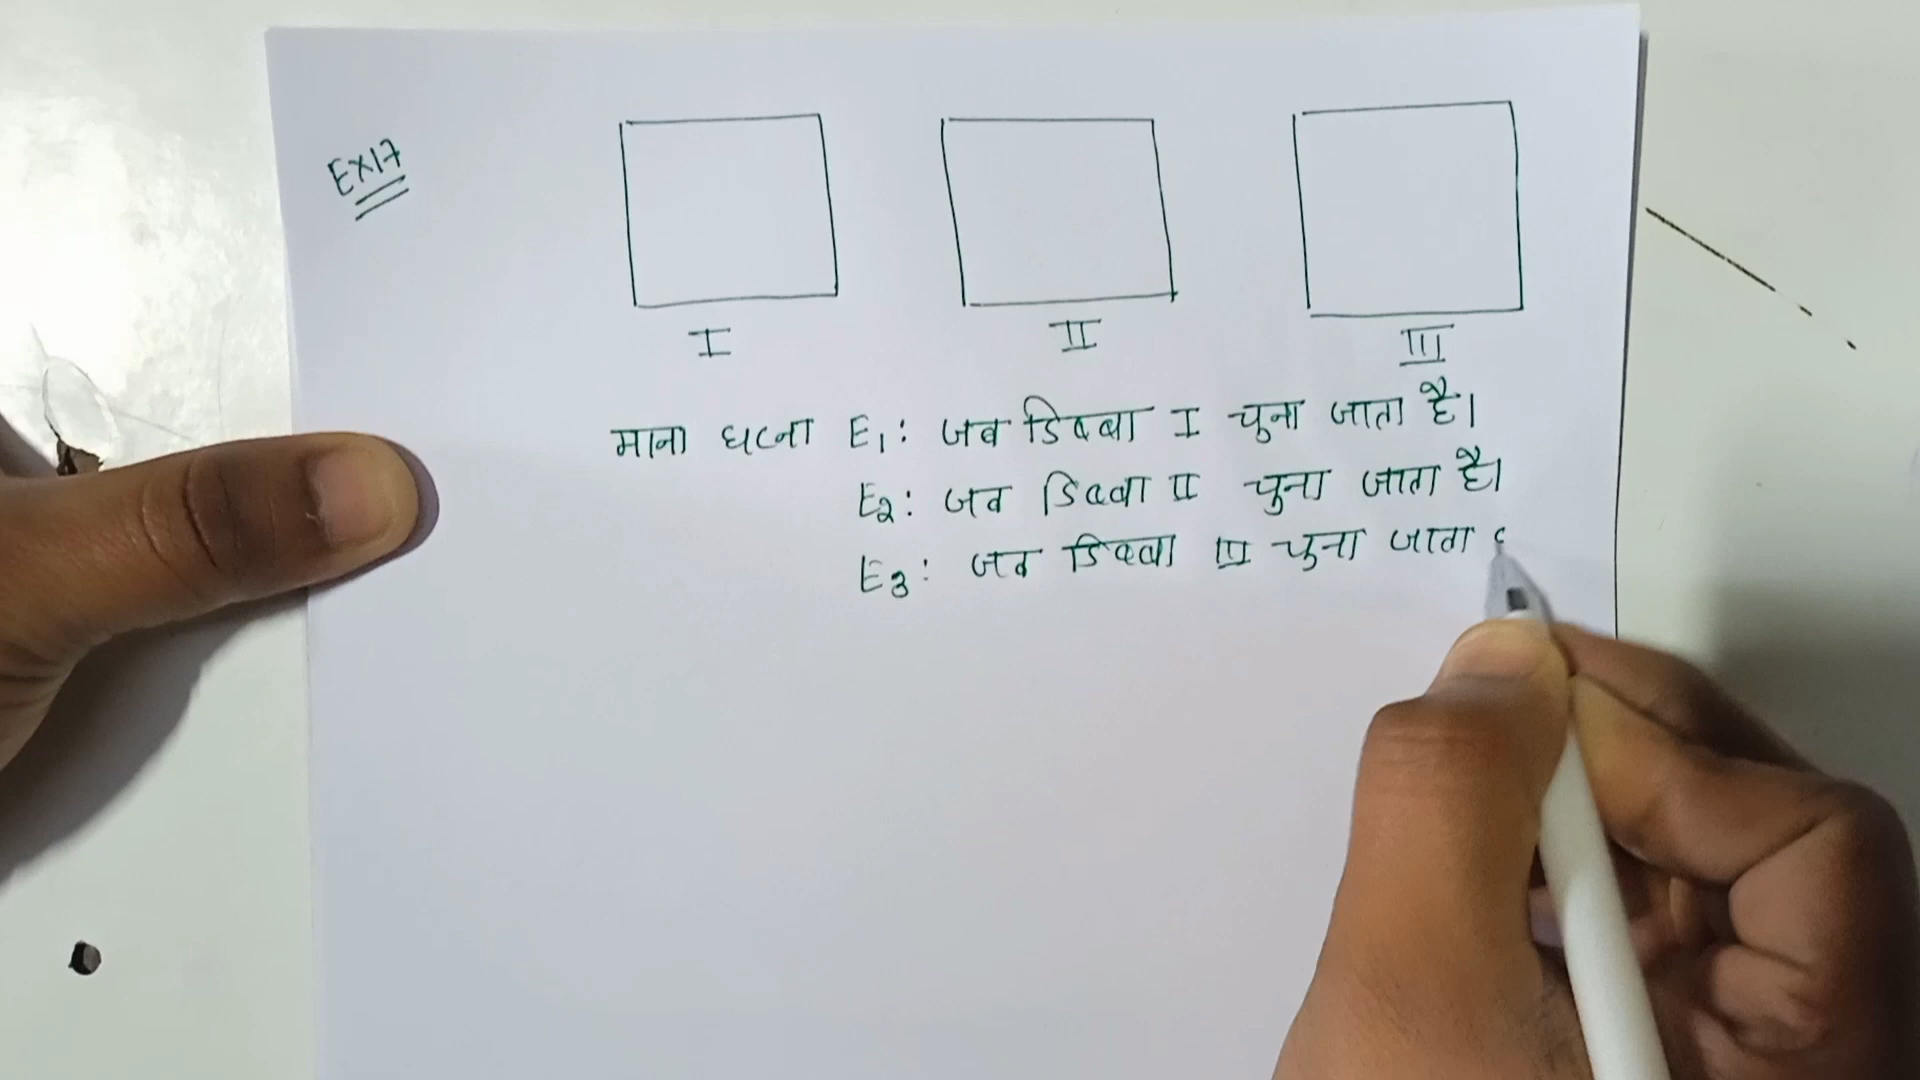 EX17
I II III
माना घटना E₁: जब डिब्बा I चुना जाता है।
E₂: जब डिब्बा II चुना जाता है।
E₃: जब डिब्बा III चुना जाता